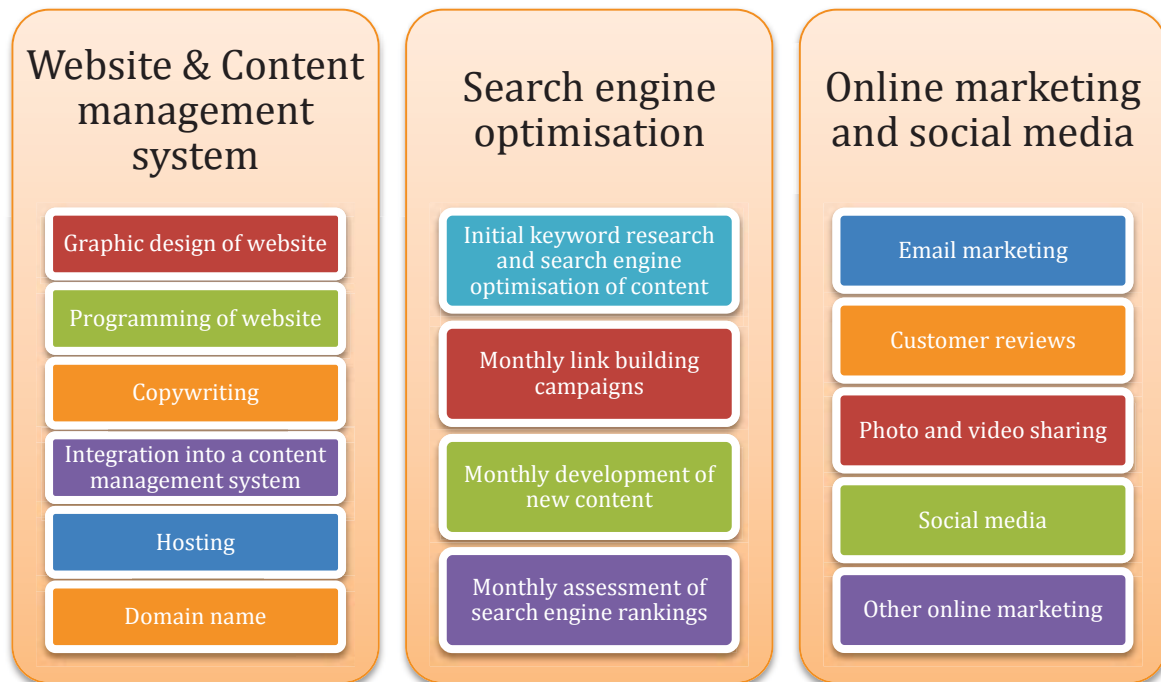 Website & Content
management
system
Graphic design of website
Programming of website
Copywriting
Integration into a content
management system
Hosting
Domain name
Search engine
optimisation
Initial keyword research
and search engine
optimisation of content
Monthly link building
campaigns
Monthly development of
new content
Monthly assessment of
search engine rankings
Online marketing
and social media
Email marketing
Customer reviews
Photo and video sharing
Social media
Other online marketing